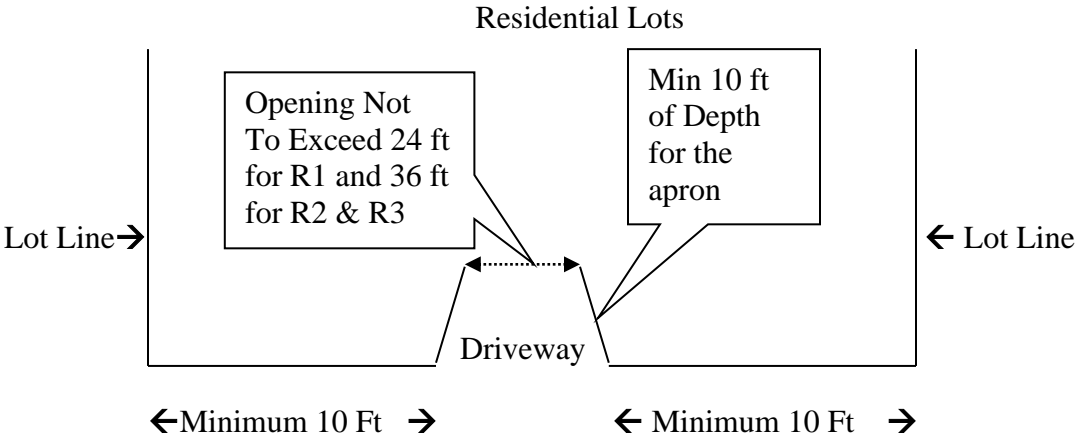 Residential Lots
Opening Not
To Exceed 24 ft
for R1 and 36 ft
for R2 & R3
Min 10 ft
of Depth
for the
apron
Lot Line→
← Lot Line
Driveway
←Minimum 10 Ft →
← Minimum 10 Ft →